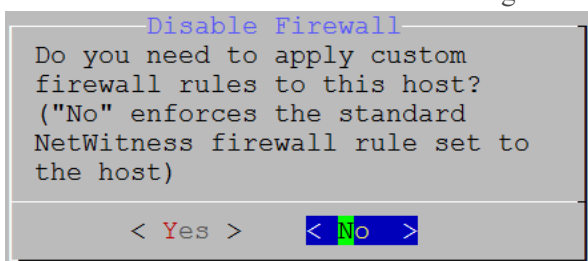 Disable Firewall
Do you need to apply custom
firewall rules to this host?
("No" enforces the standard
NetWitness firewall rule set to
the host)
< Yes > < No >